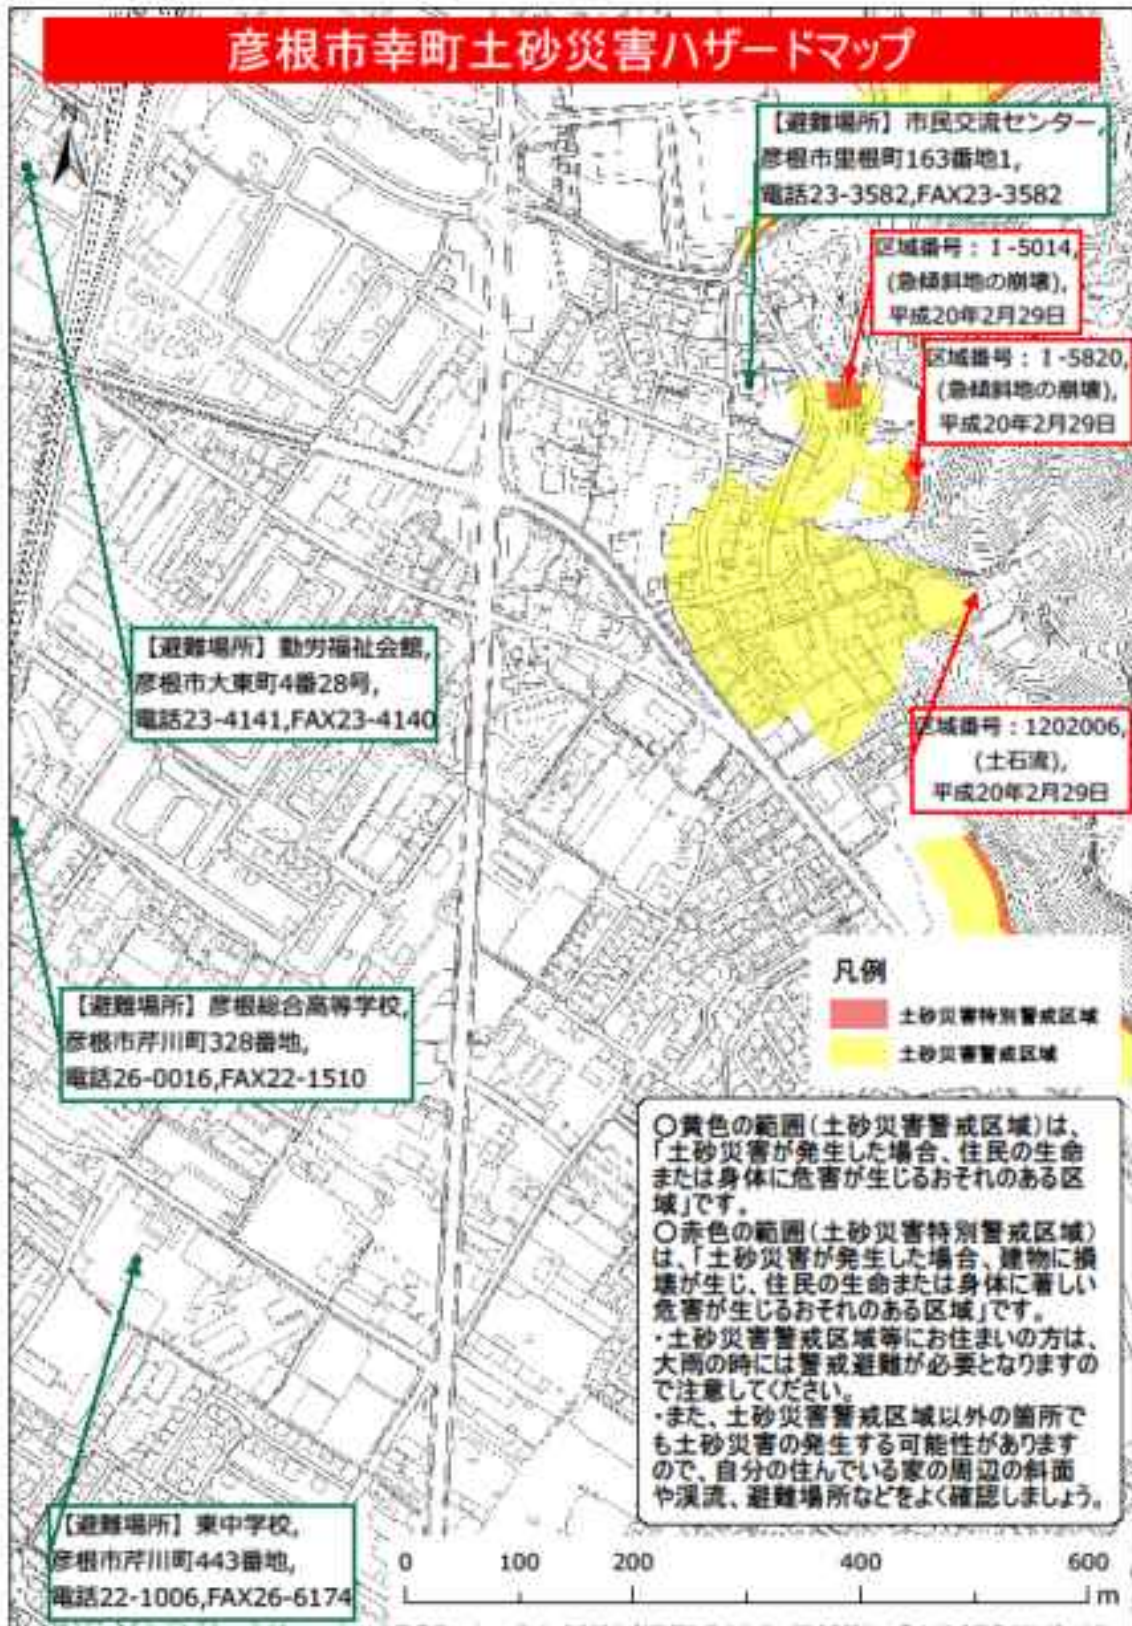 彦根市幸町土砂災害ハザードマップ
【避難場所】市民交流センター,
彦根市里根町163番地1,
電話23-3582,FAX23-3582
区域番号：I-5014,
(急傾斜地の崩壊),
平成20年2月29日
区域番号：I-5820,
(急傾斜地の崩壊),
平成20年2月29日
【避難場所】勤労福祉会館,
彦根市大東町4番28号,
電話23-4141,FAX23-4140
区域番号：1202006,
(土石流),
平成20年2月29日
【避難場所】彦根総合高等学校,
彦根市芹川町328番地,
電話26-0016,FAX22-1510
凡例
土砂災害特別警戒区域
土砂災害警戒区域
○黄色の範囲(土砂災害警戒区域)は、
「土砂災害が発生した場合、住民の生命
または身体に危害が生じるおそれのある区
域」です。
○赤色の範囲(土砂災害特別警戒区域)
は、「土砂災害が発生した場合、建物に損
壊が生じ、住民の生命または身体に著しい
危害が生じるおそれのある区域」です。
・土砂災害警戒区域等にお住まいの方は、
大雨の時には警戒避難が必要となりますの
で注意してください。
・また、土砂災害警戒区域以外の箇所で
も土砂災害の発生する可能性があります
ので、自分の住んでいる家の周辺の斜面
や渓流、避難場所などをよく確認しましょう。
【避難場所】東中学校,
彦根市芹川町443番地,
電話22-1006,FAX26-6174
0 100 200 400 600
m